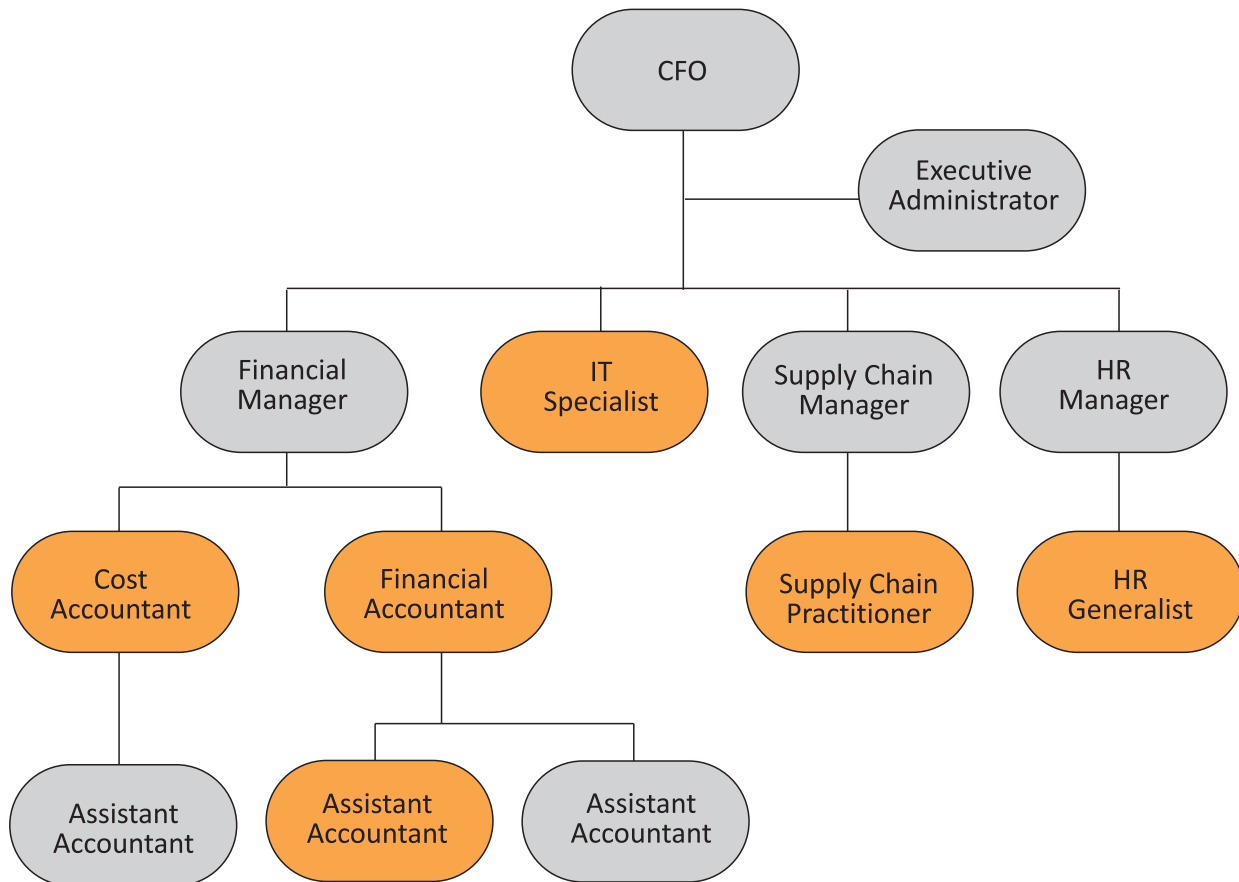 CFO
Executive
Administrator
Financial
Manager
IT
Specialist
Supply Chain
Manager
HR
Manager
Cost
Accountant
Financial
Accountant
Supply Chain
Practitioner
HR
Generalist
Assistant
Accountant
Assistant
Accountant
Assistant
Accountant